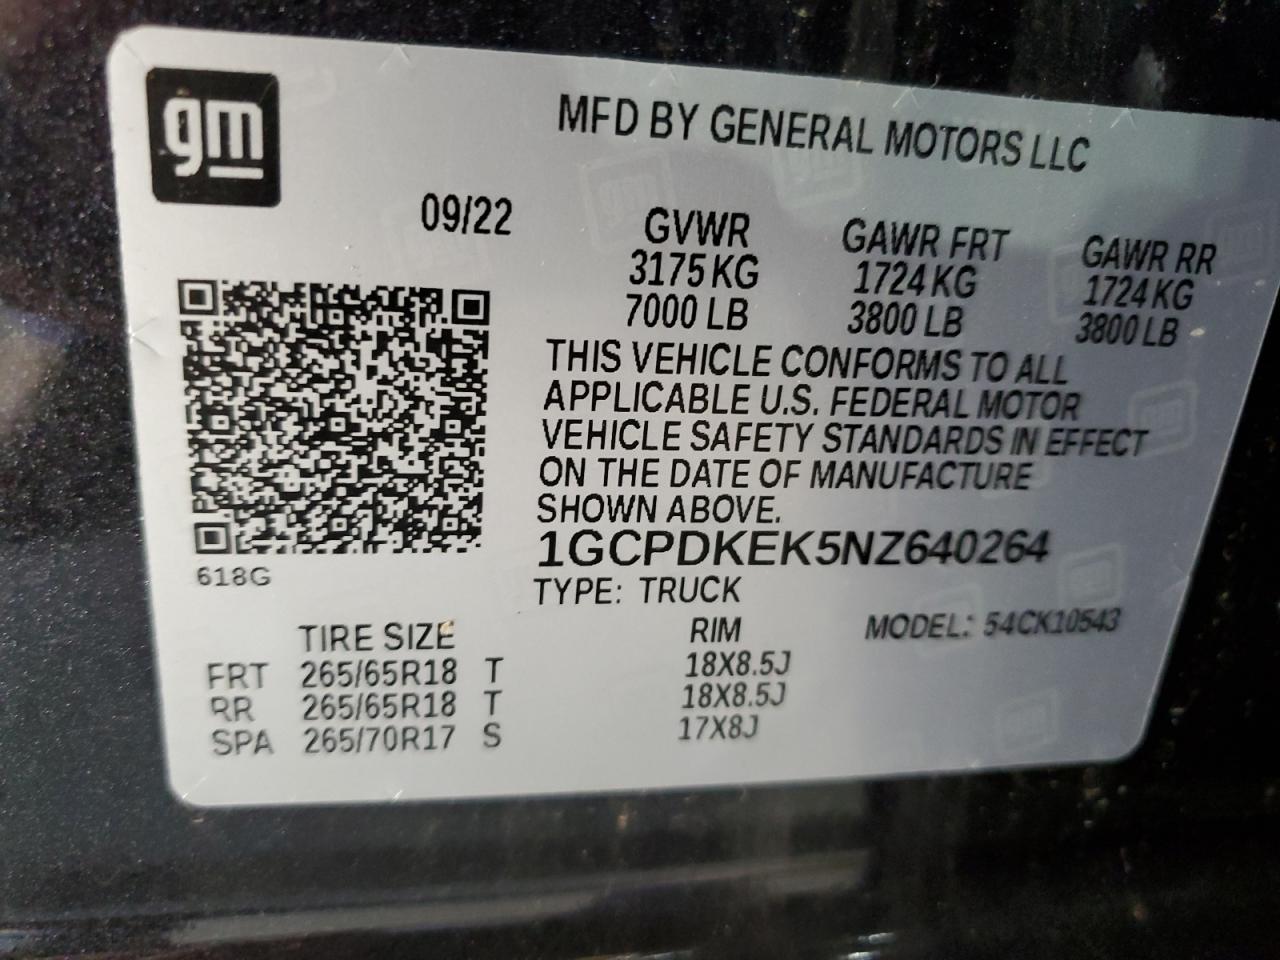 gm
MFD BY GENERAL MOTORS LLC
09/22
GVWR GAWR FRT GAWR RR
3175 KG 1724 KG 1724 KG
7000 LB 3800 LB 3800 LB
THIS VEHICLE CONFORMS TO ALL
APPLICABLE U.S. FEDERAL MOTOR
VEHICLE SAFETY STANDARDS IN EFFECT
ON THE DATE OF MANUFACTURE
SHOWN ABOVE.
1GCPDKEK5NZ640264
618G
TYPE: TRUCK
MODEL: 54CK10543
TIRE SIZE RIM
FRT 265/65R18 T 18X8.5J
RR 265/65R18 T 18X8.5J
SPA 265/70R17 S 17X8J